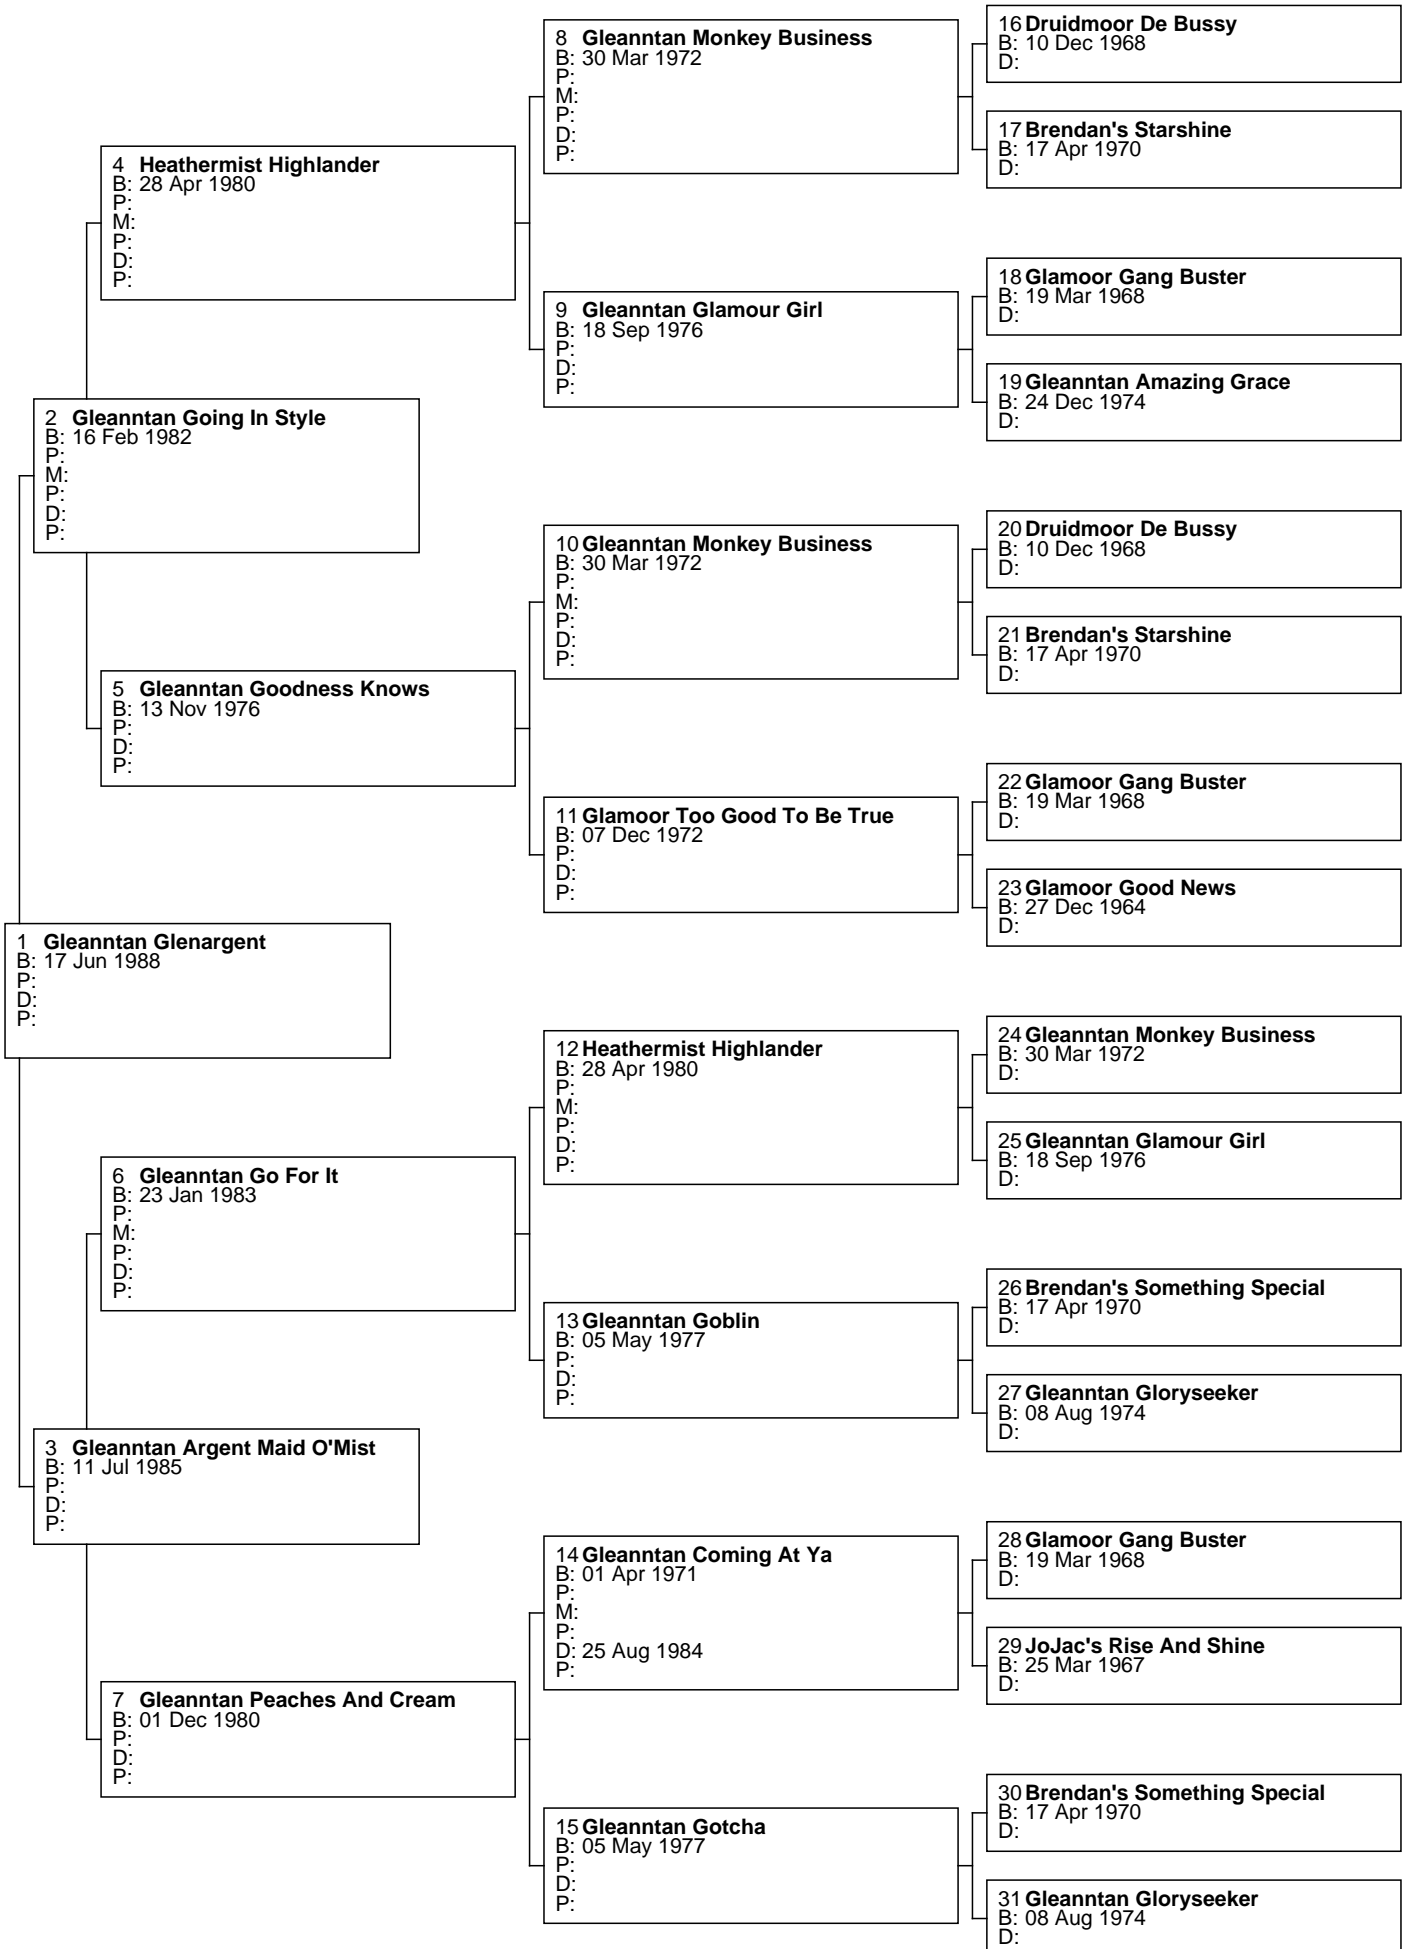 1 Gleanntan Glenargent
B: 17 Jun 1988
P:
D:
P:
2 Gleanntan Going In Style
B: 16 Feb 1982
P:
M:
P:
D:
P:
3 Gleanntan Argent Maid O'Mist
B: 11 Jul 1985
P:
D:
P:
4 Heathermist Highlander
B: 28 Apr 1980
P:
M:
P:
D:
P:
5 Gleanntan Goodness Knows
B: 13 Nov 1976
P:
D:
P:
6 Gleanntan Go For It
B: 23 Jan 1983
P:
M:
P:
D:
P:
7 Gleanntan Peaches And Cream
B: 01 Dec 1980
P:
D:
P:
8 Gleanntan Monkey Business
B: 30 Mar 1972
P:
M:
P:
D:
P:
9 Gleanntan Glamour Girl
B: 18 Sep 1976
P:
D:
P:
10 Gleanntan Monkey Business
B: 30 Mar 1972
P:
M:
P:
D:
P:
11 Glamoor Too Good To Be True
B: 07 Dec 1972
P:
D:
P:
12 Heathermist Highlander
B: 28 Apr 1980
P:
M:
P:
D:
P:
13 Gleanntan Goblin
B: 05 May 1977
P:
D:
P:
14 Gleanntan Coming At Ya
B: 01 Apr 1971
P:
M:
P:
D: 25 Aug 1984
P:
15 Gleanntan Gotcha
B: 05 May 1977
P:
D:
P:
16 Druidmoor De Bussy
B: 10 Dec 1968
D:
17 Brendan's Starshine
B: 17 Apr 1970
D:
18 Glamoor Gang Buster
B: 19 Mar 1968
D:
19 Gleanntan Amazing Grace
B: 24 Dec 1974
D:
20 Druidmoor De Bussy
B: 10 Dec 1968
D:
21 Brendan's Starshine
B: 17 Apr 1970
D:
22 Glamoor Gang Buster
B: 19 Mar 1968
D:
23 Glamoor Good News
B: 27 Dec 1964
D:
24 Gleanntan Monkey Business
B: 30 Mar 1972
D:
25 Gleanntan Glamour Girl
B: 18 Sep 1976
D:
26 Brendan's Something Special
B: 17 Apr 1970
D:
27 Gleanntan Gloryseeker
B: 08 Aug 1974
D:
28 Glamoor Gang Buster
B: 19 Mar 1968
D:
29 JoJac's Rise And Shine
B: 25 Mar 1967
D:
30 Brendan's Something Special
B: 17 Apr 1970
D:
31 Gleanntan Gloryseeker
B: 08 Aug 1974
D: